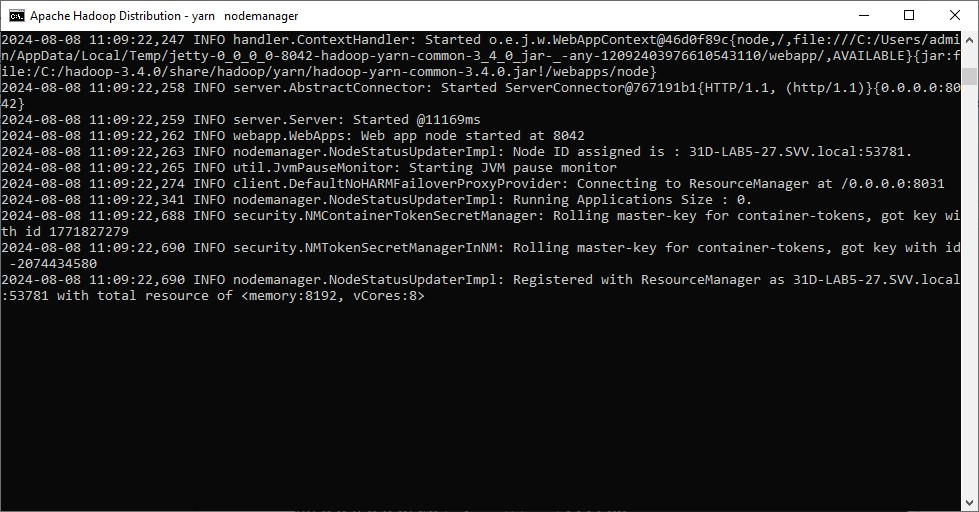 Apache Hadoop Distribution - yarn   nodemanager
2024-08-08 11:09:22,247 INFO handler.ContextHandler: Started o.e.j.w.WebAppContext@46d0f89c{node,/,file:///C:/Users/admi
n/AppData/Local/Temp/jetty-0_0_0_0-8042-hadoop-yarn-common-3_4_0_jar-_-any-12092403976610543110/webapp/,AVAILABLE}{jar:f
ile:/C:/hadoop-3.4.0/share/hadoop/yarn/hadoop-yarn-common-3.4.0.jar!/webapps/node}
2024-08-08 11:09:22,258 INFO server.AbstractConnector: Started ServerConnector@767191b1{HTTP/1.1, (http/1.1)}{0.0.0.0:80
42}
2024-08-08 11:09:22,259 INFO server.Server: Started @11169ms
2024-08-08 11:09:22,262 INFO webapp.WebApps: Web app node started at 8042
2024-08-08 11:09:22,263 INFO nodemanager.NodeStatusUpdaterImpl: Node ID assigned is : 31D-LAB5-27.SVV.local:53781.
2024-08-08 11:09:22,265 INFO util.JvmPauseMonitor: Starting JVM pause monitor
2024-08-08 11:09:22,274 INFO client.DefaultNoHARMFailoverProxyProvider: Connecting to ResourceManager at /0.0.0.0:8031
2024-08-08 11:09:22,341 INFO nodemanager.NodeStatusUpdaterImpl: Running Applications Size : 0.
2024-08-08 11:09:22,688 INFO security.NMContainerTokenSecretManager: Rolling master-key for container-tokens, got key wi
th id 1771827279
2024-08-08 11:09:22,690 INFO security.NMTokenSecretManagerInNM: Rolling master-key for container-tokens, got key with id
 -2074434580
2024-08-08 11:09:22,690 INFO nodemanager.NodeStatusUpdaterImpl: Registered with ResourceManager as 31D-LAB5-27.SVV.local
:53781 with total resource of <memory:8192, vCores:8>